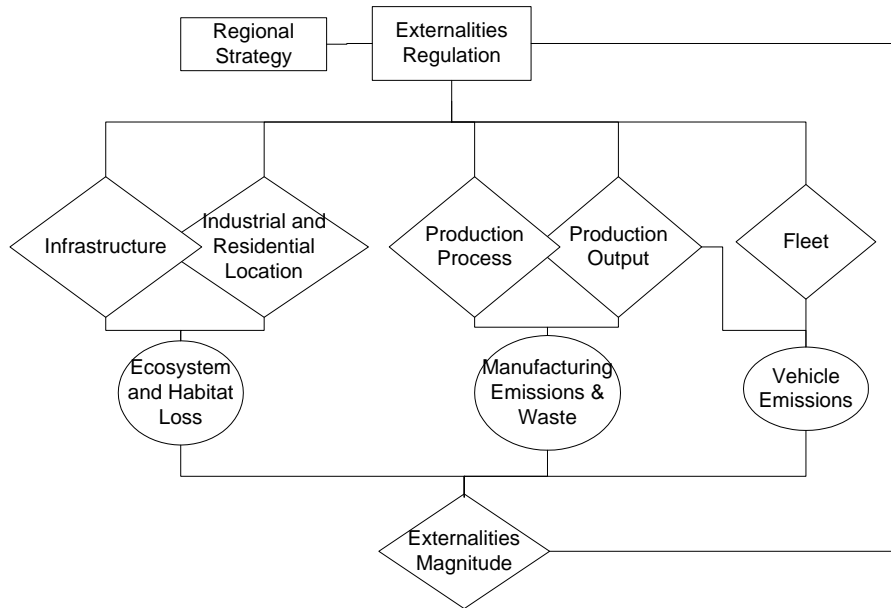 Regional
Strategy
Externalities
Regulation
Infrastructure
Industrial and
Residential
Location
Production
Process
Production
Output
Fleet
Ecosystem
and Habitat
Loss
Manufacturing
Emissions &
Waste
Vehicle
Emissions
Externalities
Magnitude